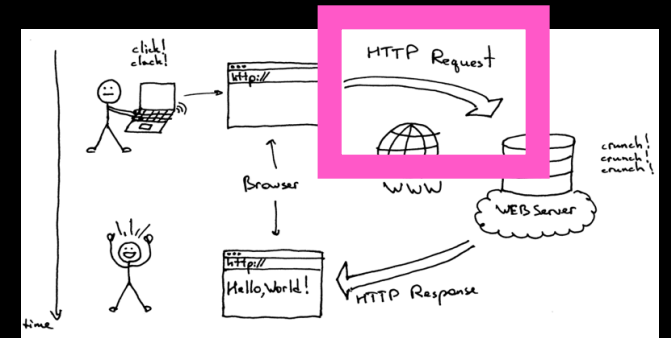 click!
clack!
http://
HTTP Request
crunch!
crunch!
crunch!
Browser
WWW
WEB Server
http://
Hello, World!
HTTP Response
time